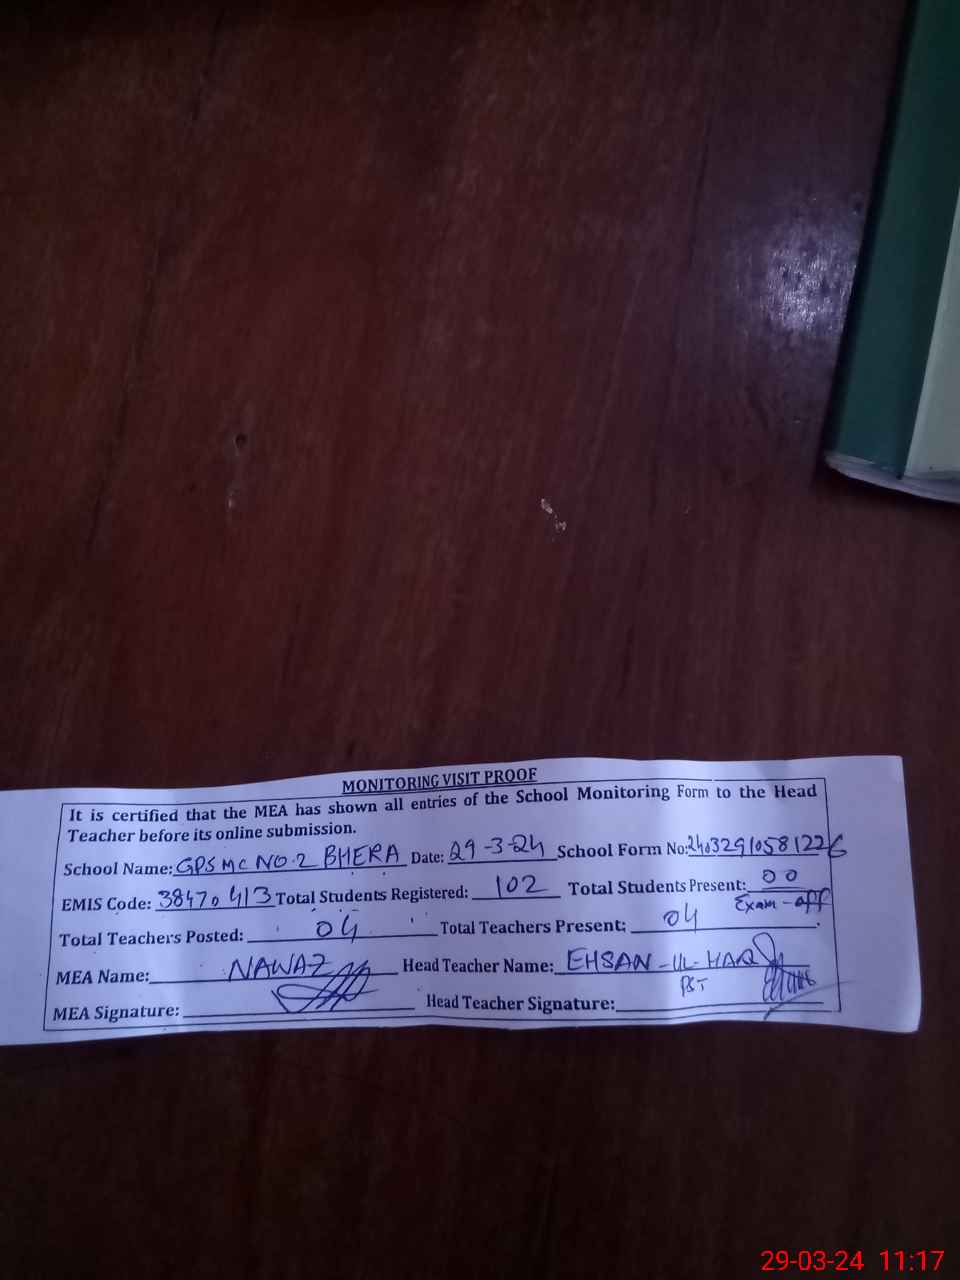 MONITORING VISIT PROOF
It is certified that the MEA has shown all entries of the School Monitoring Form to the Head
Teacher before its online submission.
School Name: GPS MC NO.2 BHERA Date: 29-3-24 School Form No: 24032910581226
EMIS Code: 38470413 Total Students Registered: 102 Total Students Present: 00
Exam-off
Total Teachers Posted: 04 Total Teachers Present: 04
MEA Name: NAWAZ Head Teacher Name: EHSAN-UL-HAQ
PST
MEA Signature: Head Teacher Signature:
29-03-24 11:17